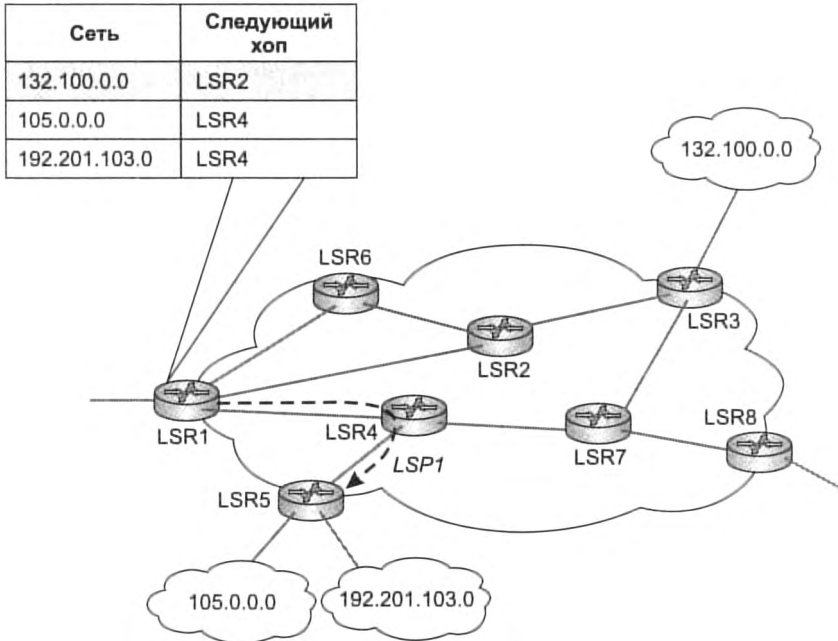 Сеть
Следующий
хоп
132.100.0.0
LSR2
105.0.0.0
LSR4
192.201.103.0
LSR4
132.100.0.0
LSR6
LSR3
LSR2
LSR1
LSR4
LSP1
LSR7
LSR8
LSR5
105.0.0.0
192.201.103.0